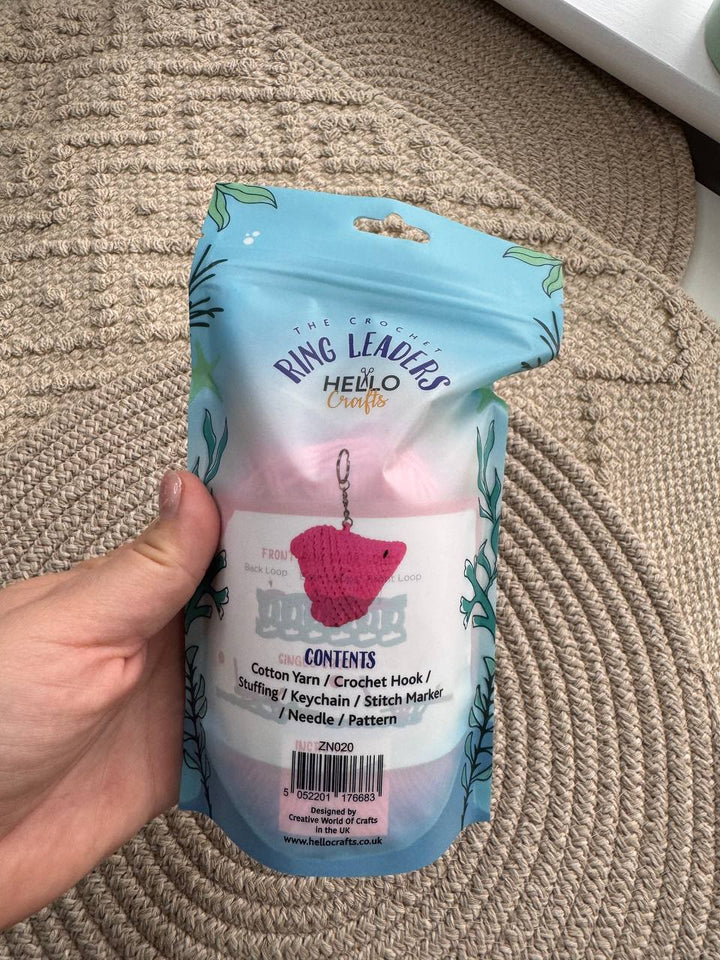 THE CROCHET
RING LEADERS
HELLO
Crafts
FRONT
Back Loop
Front Loop
CONTENTS
Cotton Yarn / Crochet Hook /
Stuffing / Keychain / Stitch Marker
/ Needle / Pattern
ZN020
5 052201 176683
Designed by
Creative World Of Crafts
in the UK
www.hellocrafts.co.uk